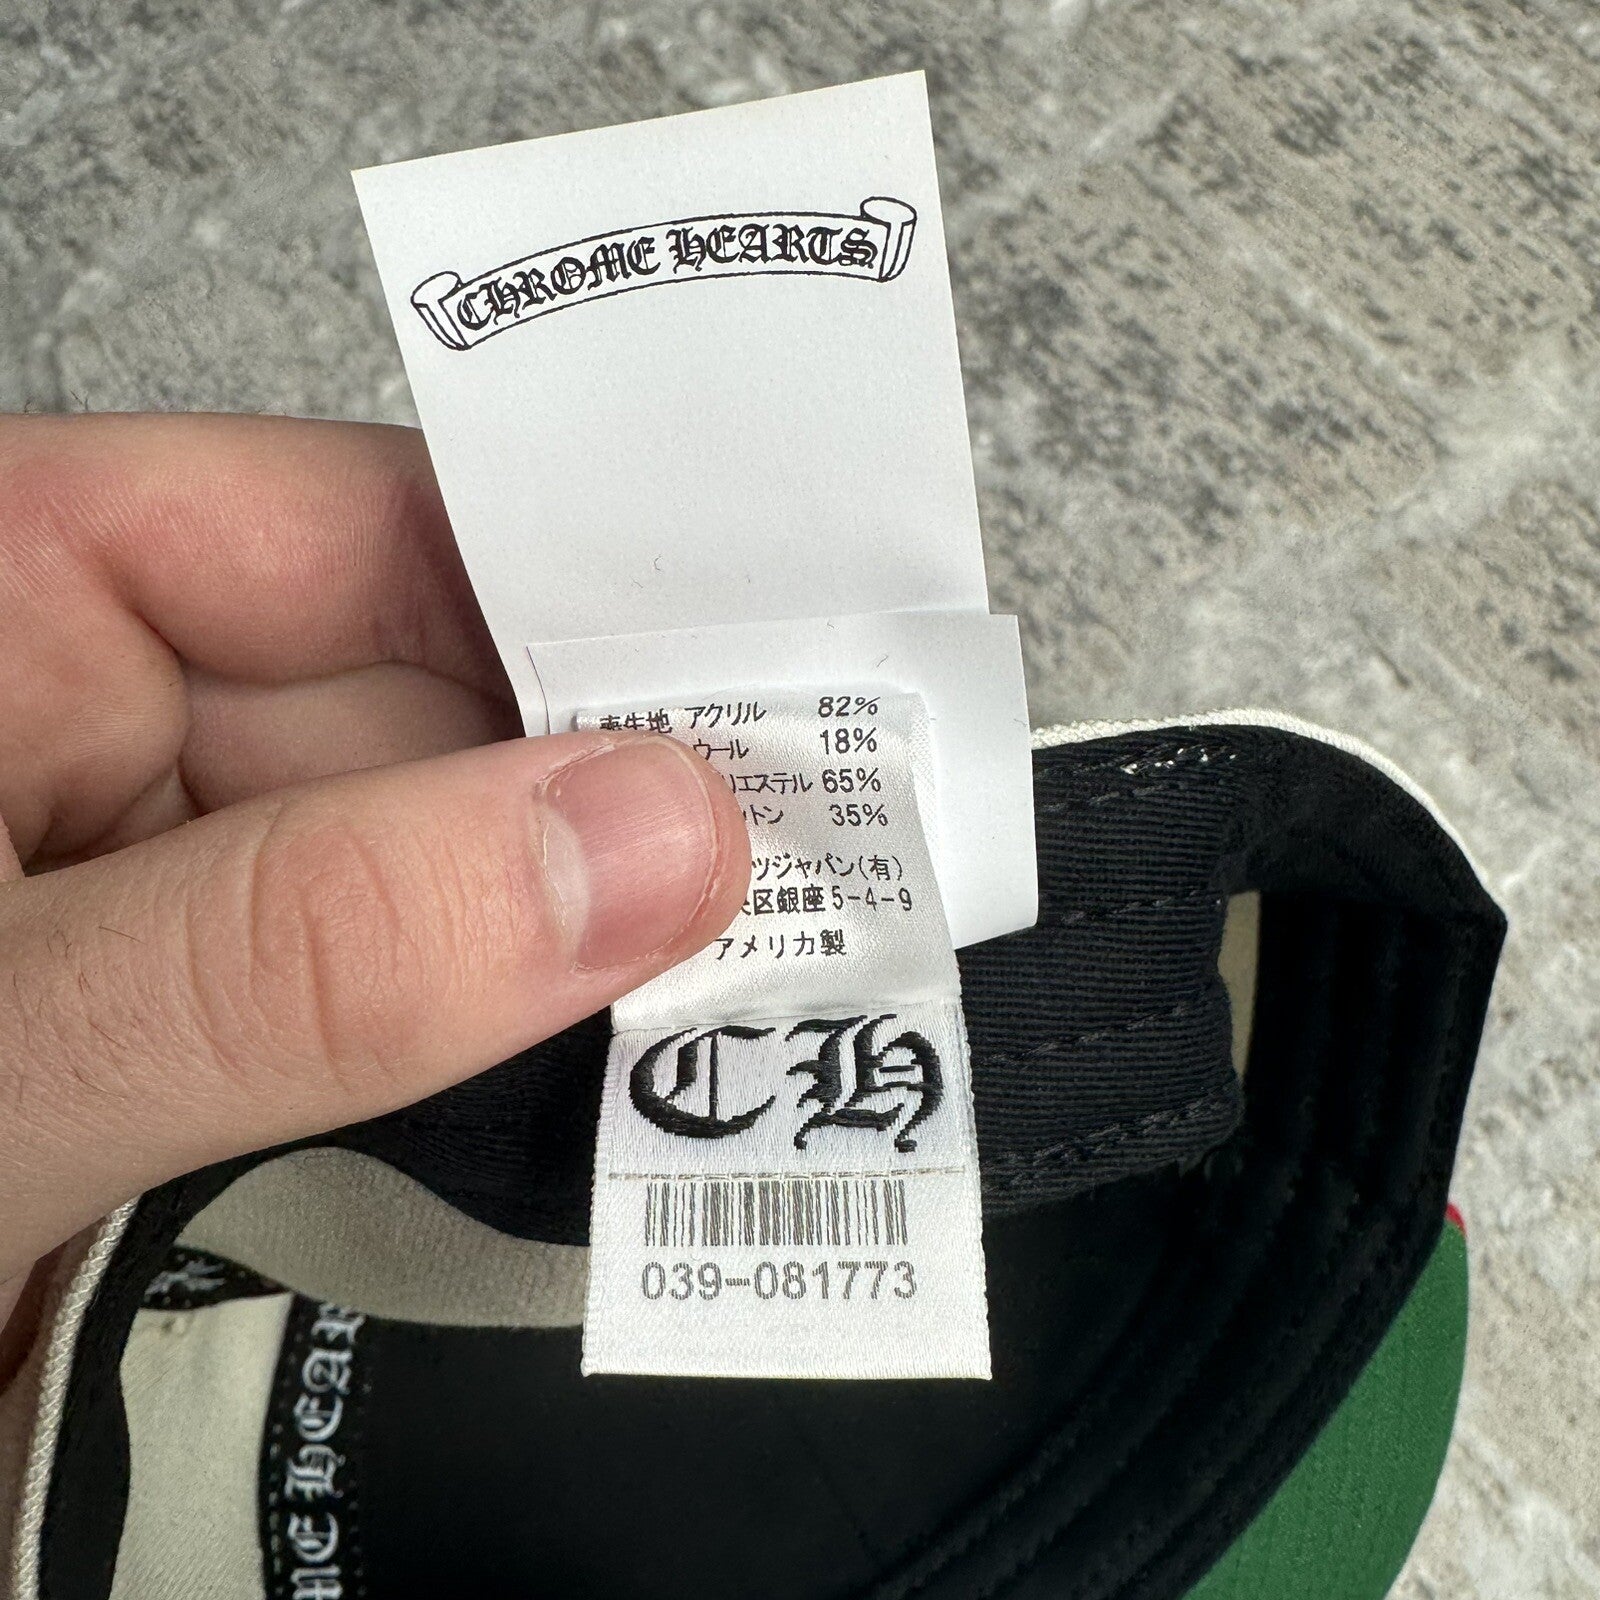 CHROME HEARTS
表生地 アクリル 82%
ウール 18%
リエステル 65%
トン 35%
ツジャパン(有)
区銀座5-4-9
アメリカ製
CH
039-081773
ME HEAR